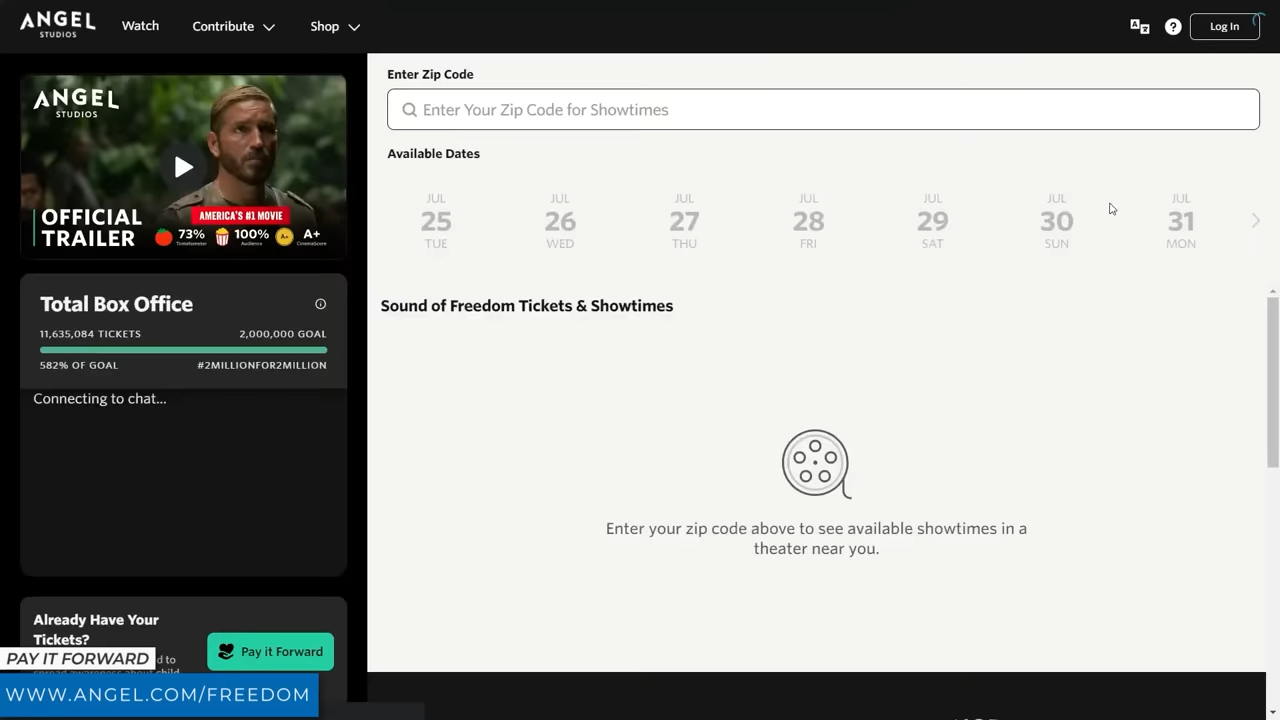 ANGEL
STUDIOS
Watch
Contribute
Shop
Log In
ANGEL
STUDIOS
OFFICIAL
TRAILER
AMERICA'S #1 MOVIE
73%
Tomatometer
100%
Audience
A+
A+
CinemaScore
Total Box Office
11,635,084 TICKETS
2,000,000 GOAL
582% OF GOAL
#2MILLIONFOR2MILLION
Connecting to chat...
Already Have Your
Tickets?
Pay it Forward
PAY IT FORWARD
WWW.ANGEL.COM/FREEDOM
Enter Zip Code
Enter Your Zip Code for Showtimes
Available Dates
JUL
25
TUE
JUL
26
WED
JUL
27
THU
JUL
28
FRI
JUL
29
SAT
JUL
30
SUN
JUL
31
MON
Sound of Freedom Tickets & Showtimes
Enter your zip code above to see available showtimes in a
theater near you.